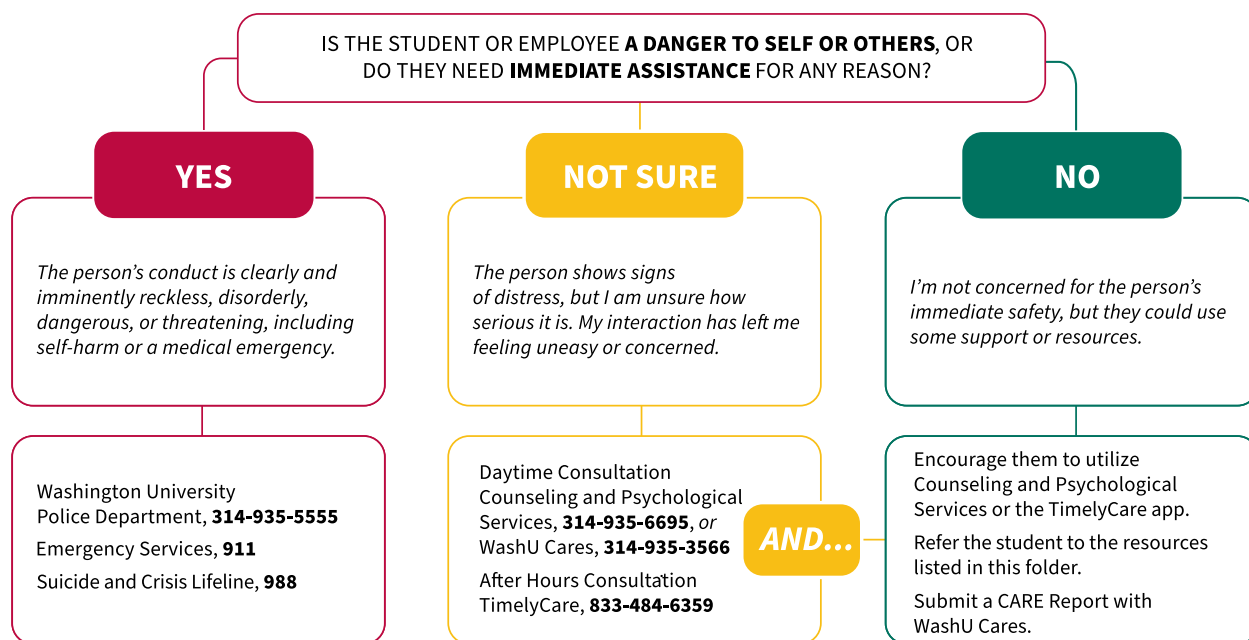 IS THE STUDENT OR EMPLOYEE A DANGER TO SELF OR OTHERS, OR
DO THEY NEED IMMEDIATE ASSISTANCE FOR ANY REASON?
YES
The person’s conduct is clearly and
imminently reckless, disorderly,
dangerous, or threatening, including
self-harm or a medical emergency.
Washington University
Police Department, 314-935-5555
Emergency Services, 911
Suicide and Crisis Lifeline, 988
NOT SURE
The person shows signs
of distress, but I am unsure how
serious it is. My interaction has left me
feeling uneasy or concerned.
Daytime Consultation
Counseling and Psychological
Services, 314-935-6695, or
WashU Cares, 314-935-3566
After Hours Consultation
TimelyCare, 833-484-6359
AND...
NO
I’m not concerned for the person’s
immediate safety, but they could use
some support or resources.
Encourage them to utilize
Counseling and Psychological
Services or the TimelyCare app.
Refer the student to the resources
listed in this folder.
Submit a CARE Report with
WashU Cares.